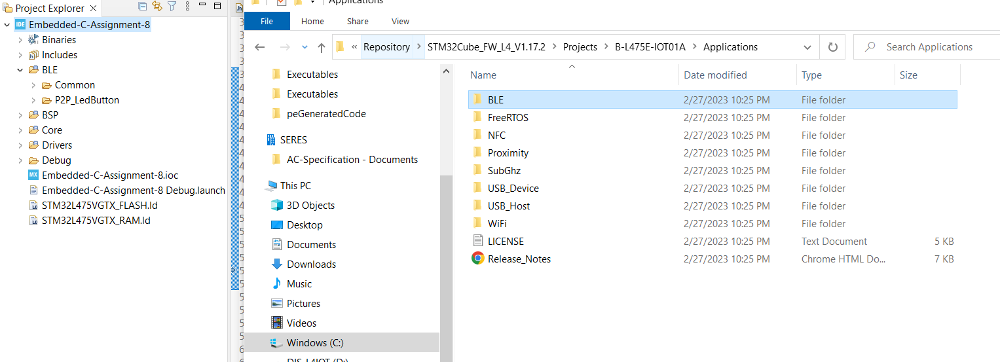 Project Explorer
Embedded-C-Assignment-8
Binaries
Includes
BLE
Common
P2P_LedButton
BSP
Core
Drivers
Debug
Embedded-C-Assignment-8.ioc
Embedded-C-Assignment-8 Debug.launch
STM32L475VGTX_FLASH.ld
STM32L475VGTX_RAM.ld
Applications
File Home Share View
« Repository > STM32Cube_FW_L4_V1.17.2 > Projects > B-L475E-IOT01A > Applications
Search Applications
Executables
Executables
peGeneratedCode
SERES
AC-Specification - Documents
This PC
3D Objects
Desktop
Documents
Downloads
Music
Pictures
Videos
Windows (C:)
DIS_L4IOT (D:)
Name Date modified Type Size
BLE 2/27/2023 10:25 PM File folder
FreeRTOS 2/27/2023 10:25 PM File folder
NFC 2/27/2023 10:25 PM File folder
Proximity 2/27/2023 10:25 PM File folder
SubGhz 2/27/2023 10:25 PM File folder
USB_Device 2/27/2023 10:25 PM File folder
USB_Host 2/27/2023 10:25 PM File folder
WiFi 2/27/2023 10:25 PM File folder
LICENSE 2/27/2023 10:25 PM Text Document 5 KB
Release_Notes 2/27/2023 10:25 PM Chrome HTML Do... 7 KB